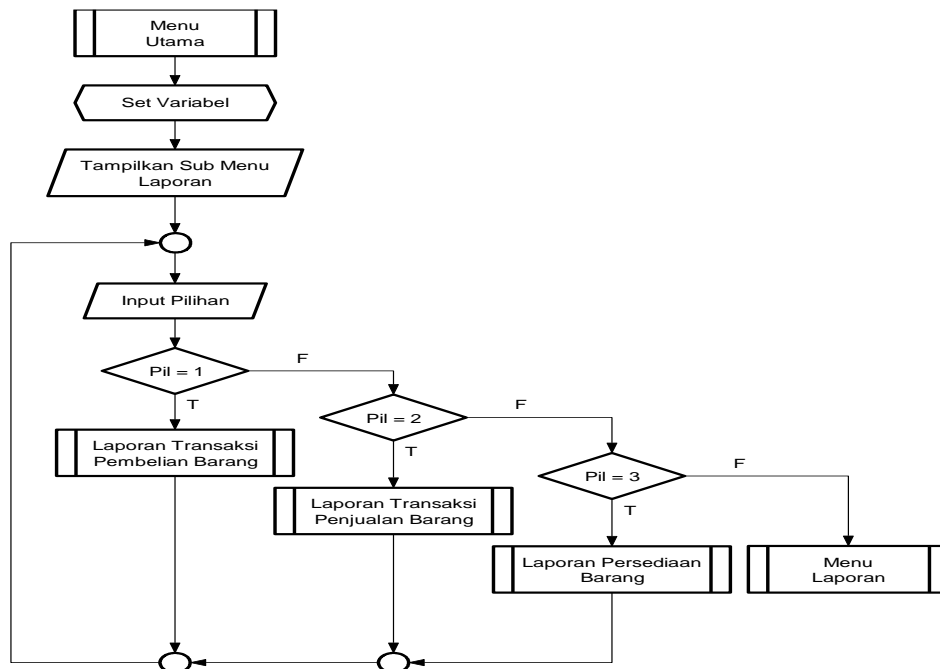 Menu
Utama
Set Variabel
Tampilkan Sub Menu
Laporan
Input Pilihan
Pil = 1
F
T
Laporan Transaksi
Pembelian Barang
Pil = 2
F
T
Laporan Transaksi
Penjualan Barang
Pil = 3
F
T
Laporan Persediaan
Barang
Menu
Laporan